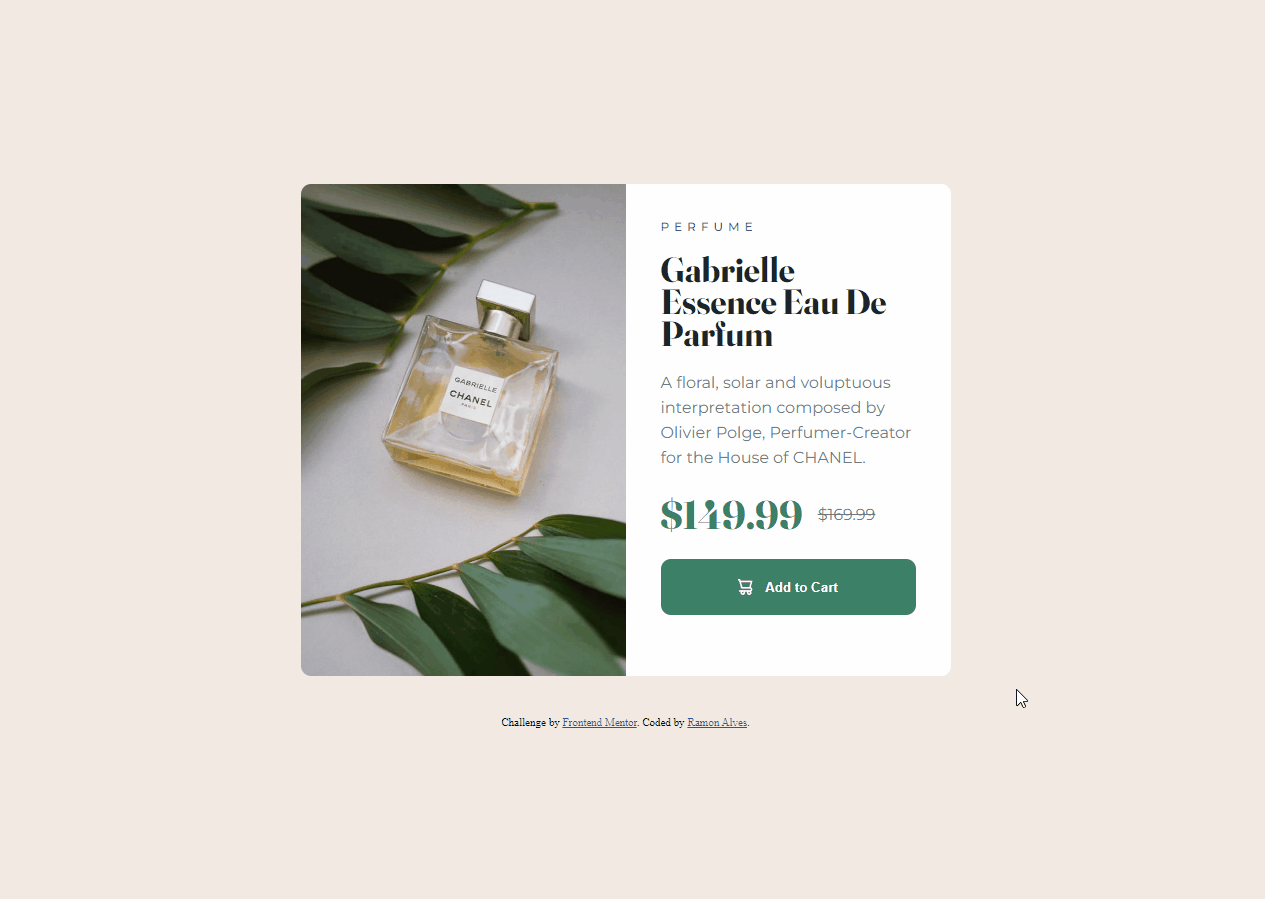 PERFUME
Gabrielle
Essence Eau De
Parfum
A floral, solar and voluptuous
interpretation composed by
Olivier Polge, Perfumer-Creator
for the House of CHANEL.
$149.99 $169.99
Add to Cart
GABRIELLE
CHANEL
PARIS
Challenge by Frontend Mentor. Coded by Ramon Alves.